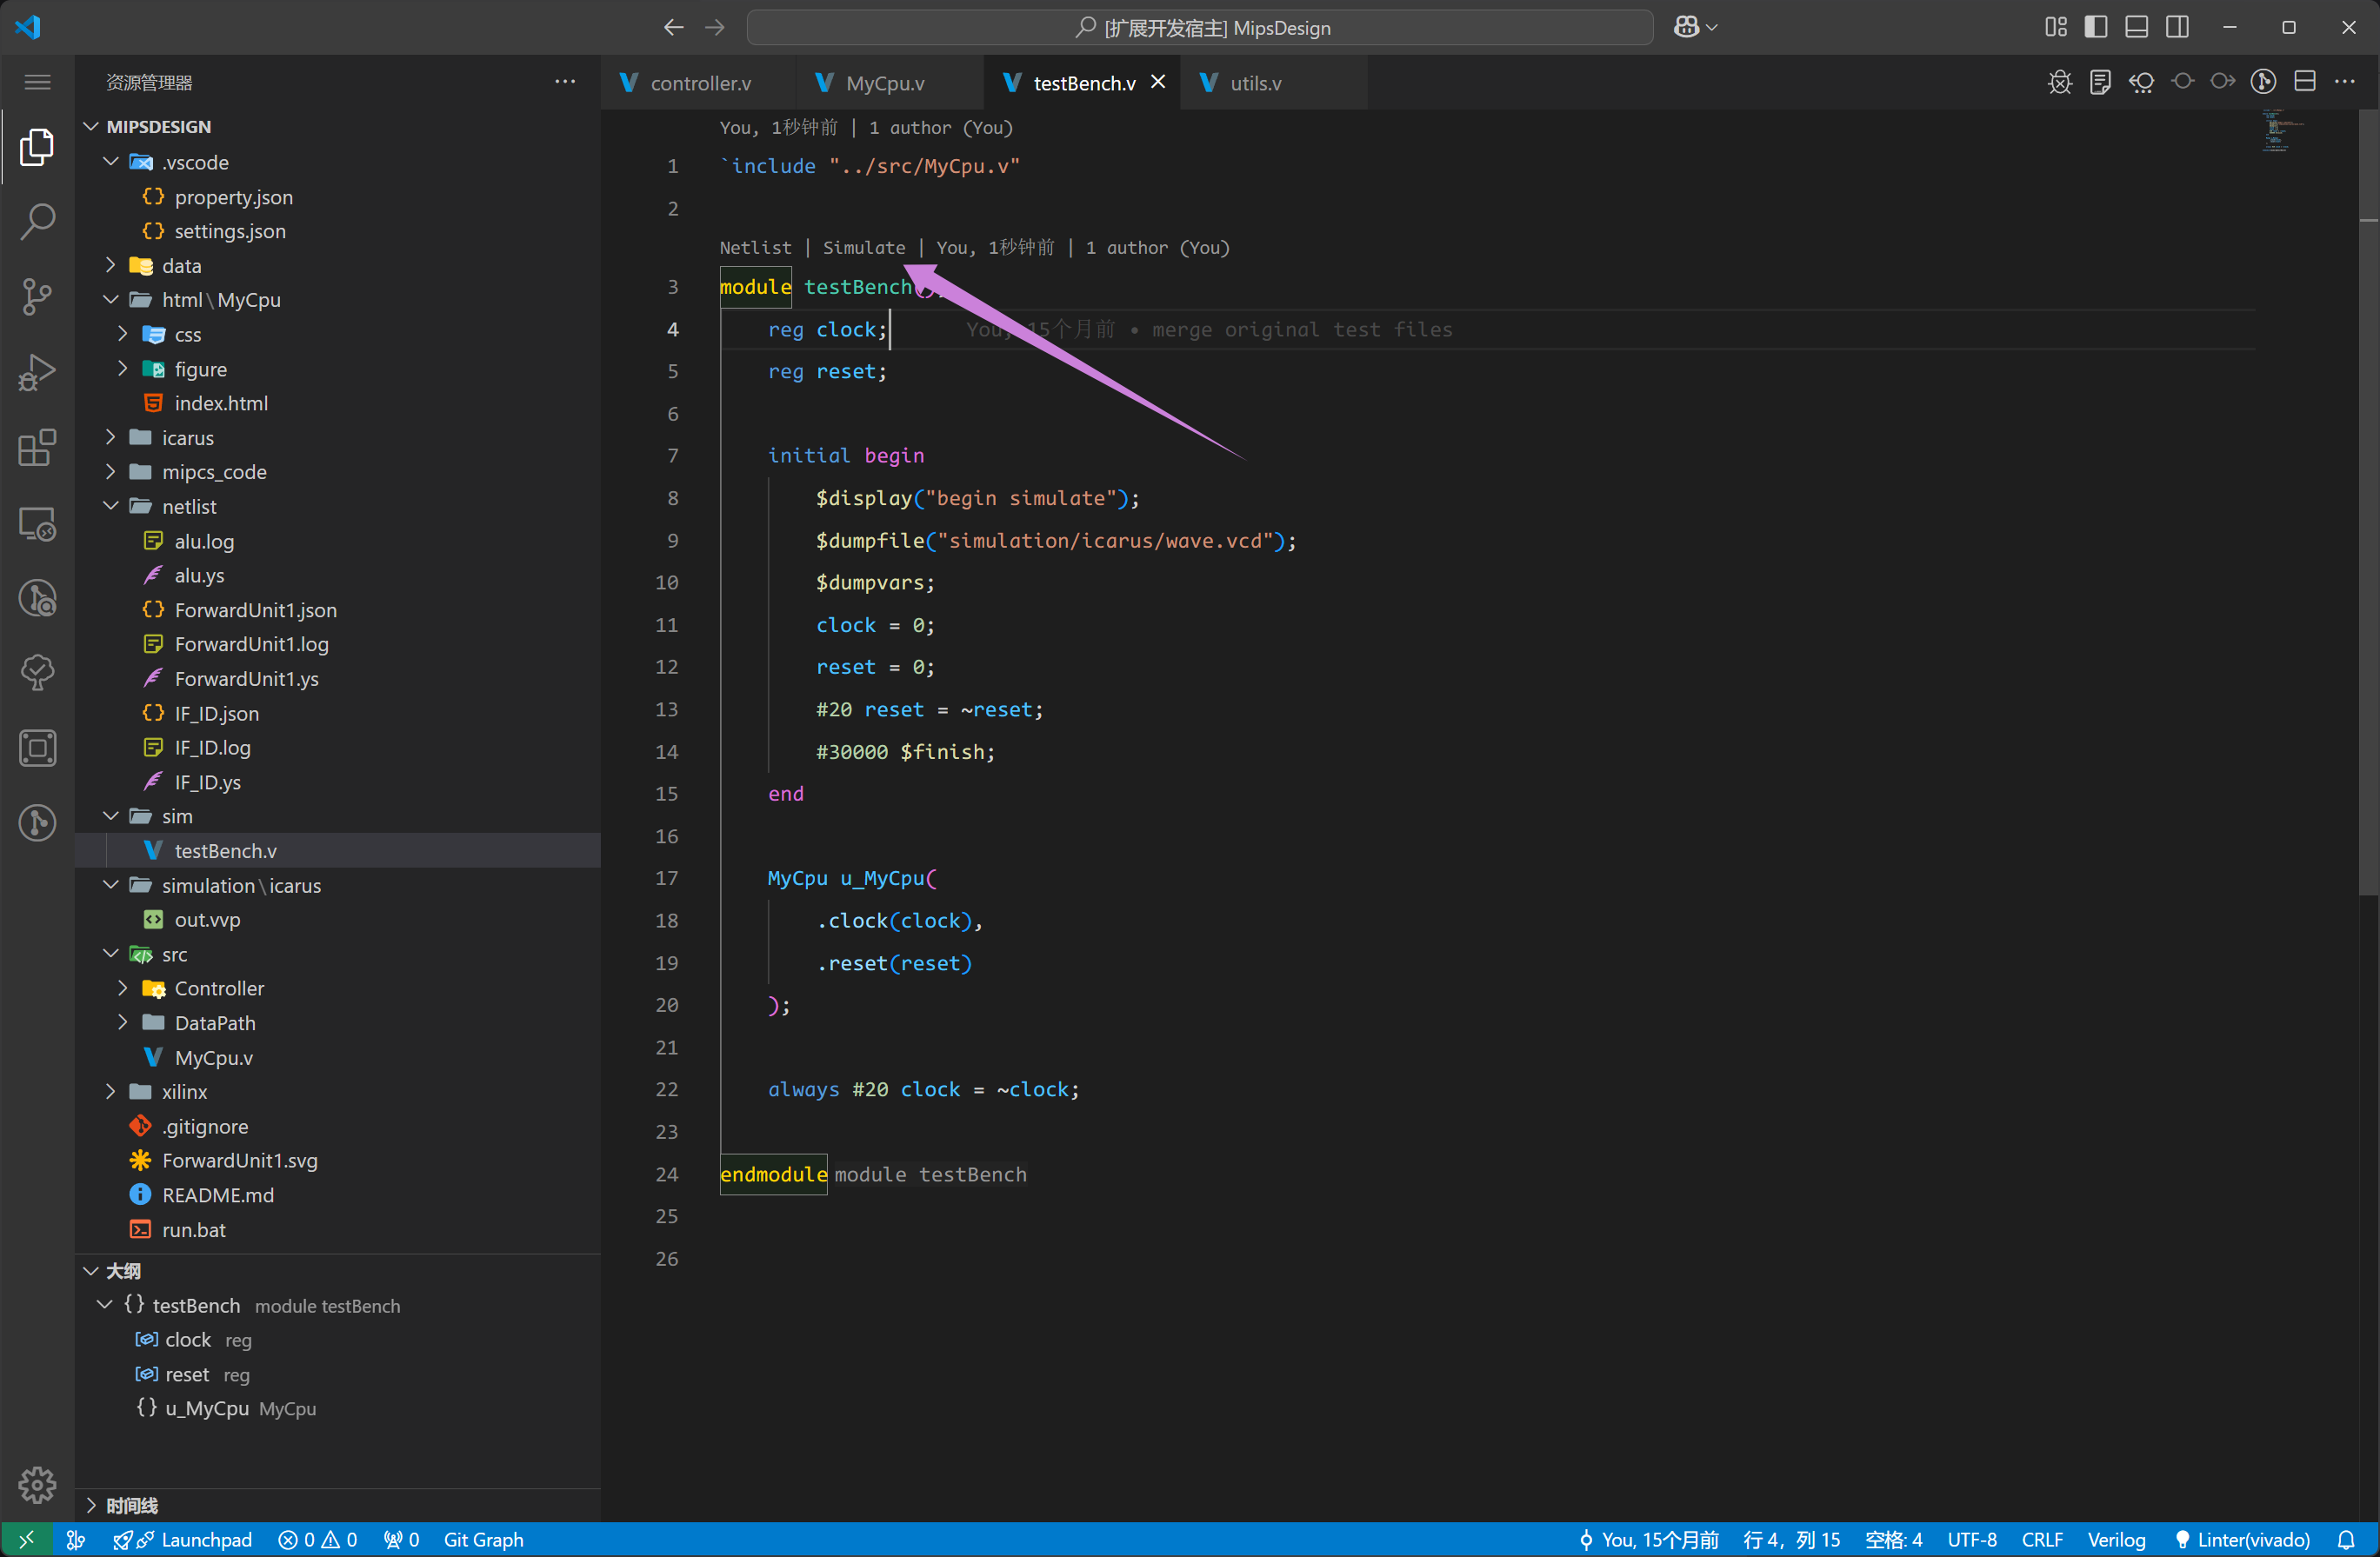 [扩展开发宿主] MipsDesign
资源管理器
controller.v
MyCpu.v
testBench.v
utils.v
MIPSDESIGN
.vscode
property.json
settings.json
data
html\MyCpu
css
figure
index.html
icarus
mipcs_code
netlist
alu.log
alu.ys
ForwardUnit1.json
ForwardUnit1.log
ForwardUnit1.ys
IF_ID.json
IF_ID.log
IF_ID.ys
sim
testBench.v
simulation\icarus
out.vvp
src
Controller
DataPath
MyCpu.v
xilinx
.gitignore
ForwardUnit1.svg
README.md
run.bat
大纲
testBench module testBench
clock reg
reset reg
u_MyCpu MyCpu
时间线
You, 1秒钟前 | 1 author (You)
1 `include "../src/MyCpu.v"
2
Netlist | Simulate | You, 1秒钟前 | 1 author (You)
3 module testBench();
4 reg clock; You, 15个月前 • merge original test files
5 reg reset;
6
7 initial begin
8 $display("begin simulate");
9 $dumpfile("simulation/icarus/wave.vcd");
10 $dumpvars;
11 clock = 0;
12 reset = 0;
13 #20 reset = ~reset;
14 #30000 $finish;
15 end
16
17 MyCpu u_MyCpu(
18 .clock(clock),
19 .reset(reset)
20 );
21
22 always #20 clock = ~clock;
23
24 endmodule module testBench
25
26
Launchpad 0 0 0 Git Graph You, 15个月前 行 4，列 15 空格: 4 UTF-8 CRLF Verilog Linter(vivado)